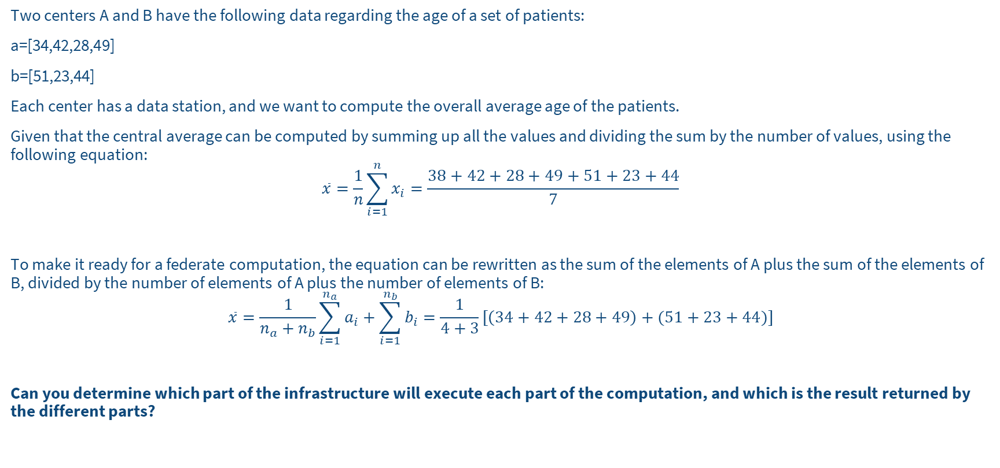 Two centers A and B have the following data regarding the age of a set of patients:
a=[34,42,28,49]
b=[51,23,44]
Each center has a data station, and we want to compute the overall average age of the patients.
Given that the central average can be computed by summing up all the values and dividing the sum by the number of values, using the
following equation:
x̄ = \frac{1}{n} \sum_{i=1}^{n} x_i = \frac{38 + 42 + 28 + 49 + 51 + 23 + 44}{7}
To make it ready for a federate computation, the equation can be rewritten as the sum of the elements of A plus the sum of the elements of
B, divided by the number of elements of A plus the number of elements of B:
x̄ = \frac{1}{n_a + n_b} \sum_{i=1}^{n_a} a_i + \sum_{i=1}^{n_b} b_i = \frac{1}{4 + 3} [(34 + 42 + 28 + 49) + (51 + 23 + 44)]
Can you determine which part of the infrastructure will execute each part of the computation, and which is the result returned by
the different parts?